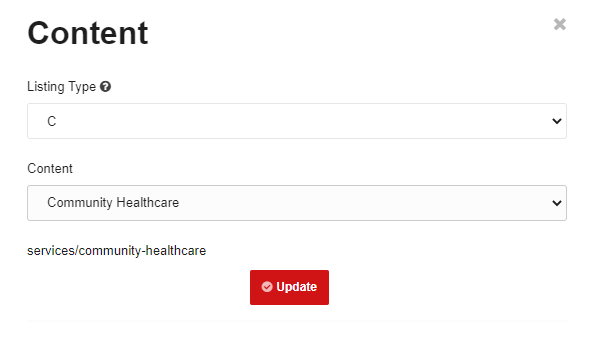 Content
Listing Type
C
Content
Community Healthcare
services/community-healthcare
Update